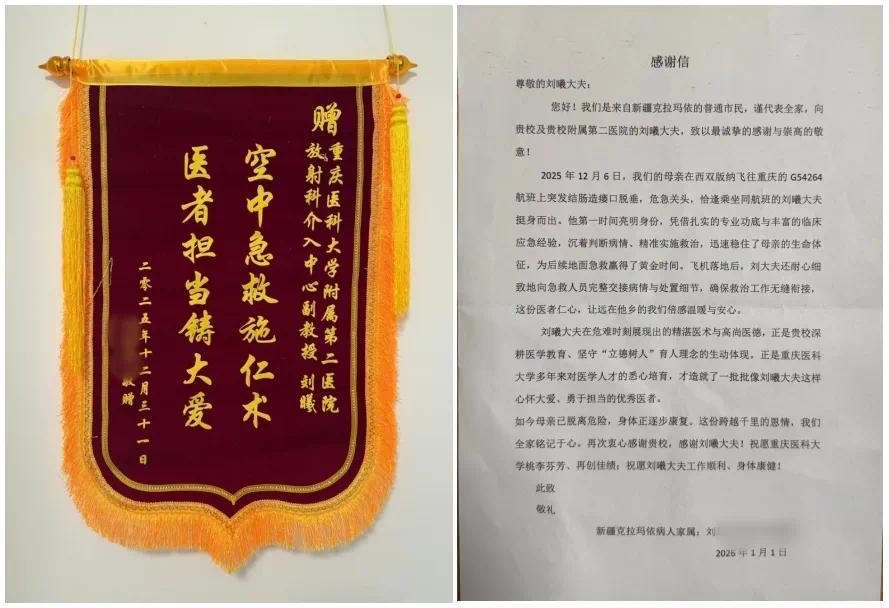 赠
重庆医科大学附属第二医院
放射科介入中心副教授 刘曦
空中急救施仁术
医者担当铸大爱
敬赠
二零二五年十二月三十一日
感谢信
尊敬的刘曦大夫：
您好！我们是来自新疆克拉玛依的普通市民，谨代表全家，向
贵校及贵校附属第二医院的刘曦大夫，致以最诚挚的感谢与崇高的敬
意！
2025 年 12 月 6 日，我们的母亲在西双版纳飞往重庆的 G54264
航班上突发结肠造瘘口脱垂，危急关头，恰逢乘坐同航班的刘曦大夫
挺身而出。他第一时间亮明身份，凭借扎实的专业功底与丰富的临床
应急经验，沉着判断病情、精准实施救治，迅速稳住了母亲的生命体
征，为后续地面急救赢得了黄金时间。飞机落地后，刘大夫还耐心细
致地向急救人员完整交接病情与处置细节，确保救治工作无缝衔接，
这份医者仁心，让远在他乡的我们倍感温暖与安心。
刘曦大夫在危难时刻展现出的精湛医术与高尚医德，正是贵校深
耕医学教育、坚守“立德树人”育人理念的生动体现。正是重庆医科
大学多年来对医学人才的悉心培育，才造就了一批批像刘曦大夫这样
心怀大爱、勇于担当的优秀医者。
如今母亲已脱离危险，身体正逐步康复。这份跨越千里的恩情，我们
全家铭记于心。再次衷心感谢贵校，感谢刘曦大夫！祝愿重庆医科大
学桃李芬芳、再创佳绩；祝愿刘曦大夫工作顺利、身体康健！
此致
敬礼
新疆克拉玛依病人家属：刘
2026 年 1 月 1 日